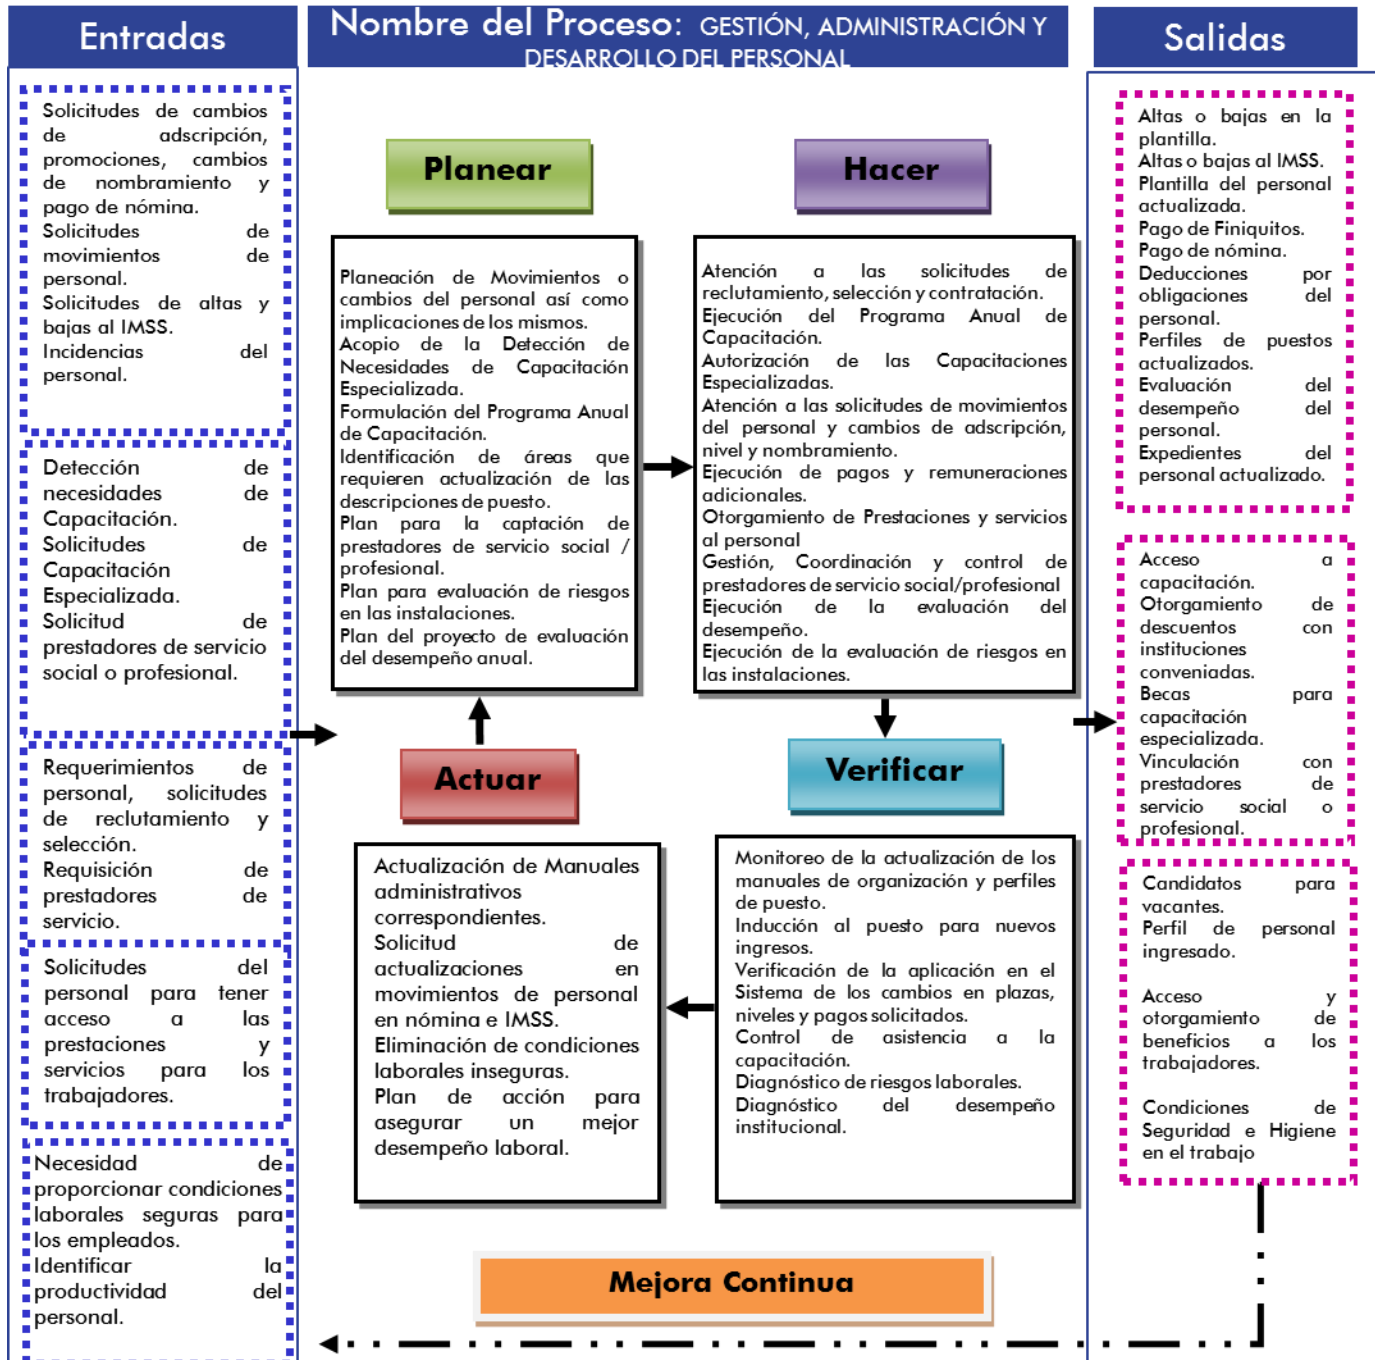 Entradas
Solicitudes de cambios
de adscripción,
promociones, cambios
de nombramiento y
pago de nómina.
Solicitudes de
movimientos de
personal.
Solicitudes de altas y
bajas al IMSS.
Incidencias del
personal.
Detección de
necesidades de
Capacitación.
Solicitudes de
Capacitación
Especializada.
Solicitud de
prestadores de servicio
social o profesional.
Requerimientos de
personal, solicitudes
de reclutamiento y
selección.
Requisición de
prestadores de
servicio.
Solicitudes del
personal para tener
acceso a las
prestaciones y
servicios para los
trabajadores.
Necesidad de
proporcionar condiciones
laborales seguras para
los empleados.
Identificar la
productividad del
personal.
Nombre del Proceso: GESTIÓN, ADMINISTRACIÓN Y
DESARROLLO DEL PERSONAL
Planear
Planeación de Movimientos o
cambios del personal así como
implicaciones de los mismos.
Acopio de la Detección de
Necesidades de Capacitación
Especializada.
Formulación del Programa Anual
de Capacitación.
Identificación de áreas que
requieren actualización de las
descripciones de puesto.
Plan para la captación de
prestadores de servicio social /
profesional.
Plan para evaluación de riesgos
en las instalaciones.
Plan del proyecto de evaluación
del desempeño anual.
Hacer
Atención a las solicitudes de
reclutamiento, selección y contratación.
Ejecución del Programa Anual de
Capacitación.
Autorización de las Capacitaciones
Especializadas.
Atención a las solicitudes de movimientos
del personal y cambios de adscripción,
nivel y nombramiento.
Ejecución de pagos y remuneraciones
adicionales.
Otorgamiento de Prestaciones y servicios
al personal
Gestión, Coordinación y control de
prestadores de servicio social/profesional
Ejecución de la evaluación del
desempeño.
Ejecución de la evaluación de riesgos en
las instalaciones.
Actuar
Actualización de Manuales
administrativos
correspondientes.
Solicitud de
actualizaciones en
movimientos de personal
en nómina e IMSS.
Eliminación de condiciones
laborales inseguras.
Plan de acción para
asegurar un mejor
desempeño laboral.
Verificar
Monitoreo de la actualización de los
manuales de organización y perfiles
de puesto.
Inducción al puesto para nuevos
ingresos.
Verificación de la aplicación en el
Sistema de los cambios en plazas,
niveles y pagos solicitados.
Control de asistencia a la
capacitación.
Diagnóstico de riesgos laborales.
Diagnóstico del desempeño
institucional.
Mejora Continua
Salidas
Altas o bajas en la
plantilla.
Altas o bajas al IMSS.
Plantilla del personal
actualizada.
Pago de Finiquitos.
Pago de nómina.
Deducciones por
obligaciones del
personal.
Perfiles de puestos
actualizados.
Evaluación del
desempeño del
personal.
Expedientes del
personal actualizado.
Acceso a
capacitación.
Otorgamiento de
descuentos con
instituciones
conveniadas.
Becas para
capacitación
especializada.
Vinculación con
prestadores de
servicio social o
profesional.
Candidatos para
vacantes.
Perfil de personal
ingresado.
Acceso y
otorgamiento de
beneficios a los
trabajadores.
Condiciones de
Seguridad e Higiene
en el trabajo